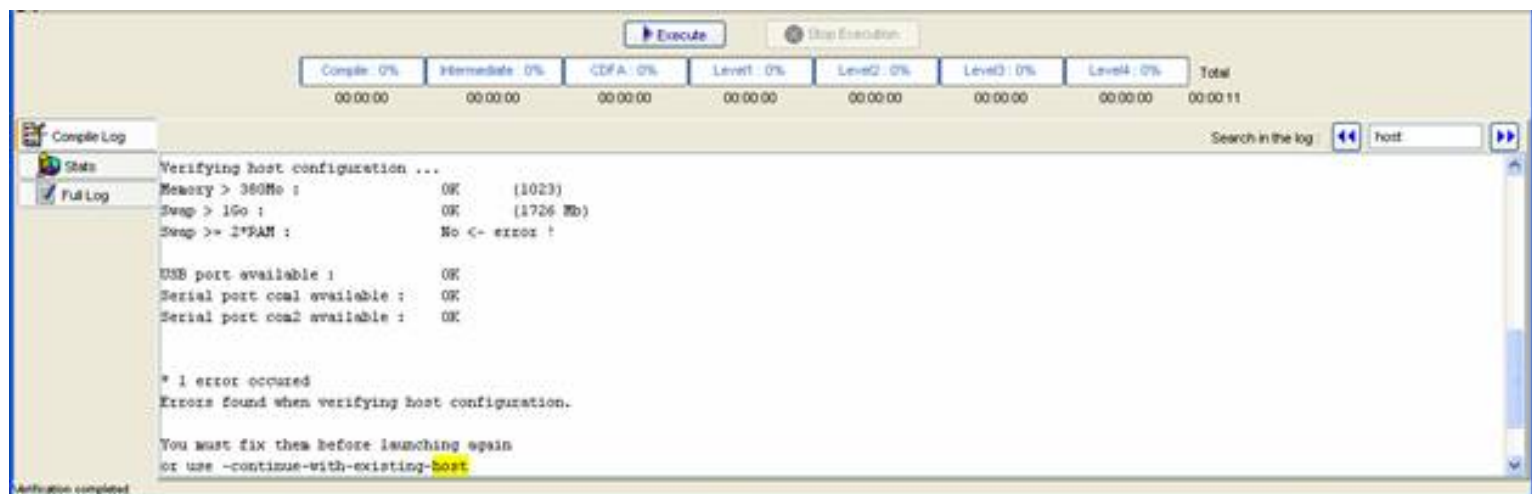 Execute Stop Execution
Compile : 0% Intermediate : 0% CDFA : 0% Level1 : 0% Level2 : 0% Level3 : 0% Level4 : 0% Total
00:00:00 00:00:00 00:00:00 00:00:00 00:00:00 00:00:00 00:00:00 00:00:11
Compile Log Search in the log : host
Stats
Full Log
Verifying host configuration ...
Memory > 380Mo : OK (1023)
Swap > 1Go : OK (1726 Mb)
Swap >= 2*RAM : No <- error !
USB port available : OK
Serial port com1 available : OK
Serial port com2 available : OK
* 1 error occured
Errors found when verifying host configuration.
You must fix them before launching again
or use -continue-with-existing-host
Verification completed